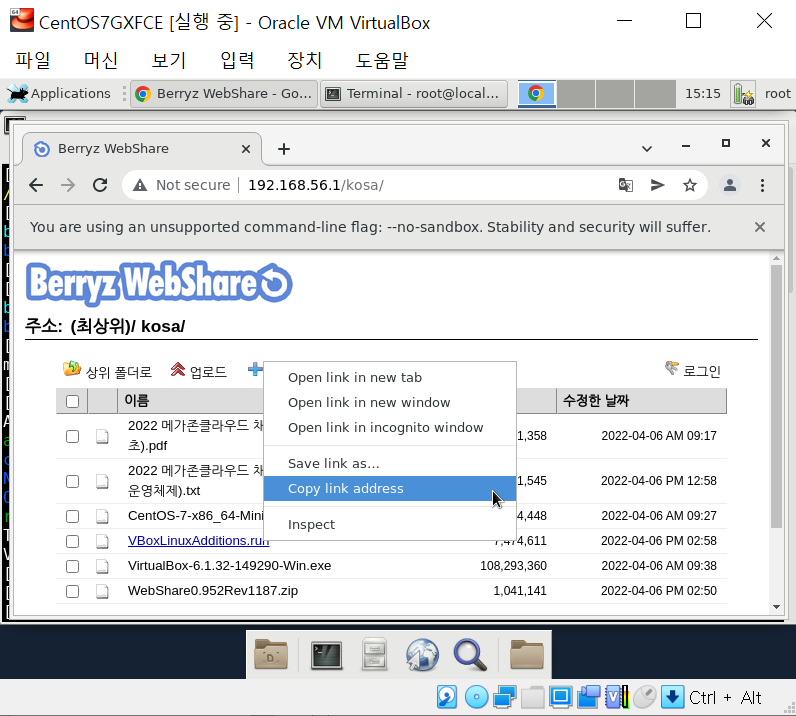 CentOS7GXFCE [실행 중] - Oracle VM VirtualBox
파일 머신 보기 입력 장치 도움말
Applications Berryz WebShare - Go... Terminal - root@local... 15:15 root
Berryz WebShare
Not secure | 192.168.56.1/kosa/
You are using an unsupported command-line flag: --no-sandbox. Stability and security will suffer.
Berryz WebShare
주소: (최상위)/ kosa/
상위 폴더로 업로드 로그인
이름 수정한 날짜
2022 메가존클라우드 채
초).pdf 1,358 2022-04-06 AM 09:17
2022 메가존클라우드 채
운영체제).txt 1,545 2022-04-06 PM 12:58
CentOS-7-x86_64-Mini 4,448 2022-04-06 AM 09:27
VBoxLinuxAdditions.run 7,474,611 2022-04-06 PM 02:58
VirtualBox-6.1.32-149290-Win.exe 108,293,360 2022-04-06 AM 09:38
WebShare0.952Rev1187.zip 1,041,141 2022-04-06 PM 02:50
Open link in new tab
Open link in new window
Open link in incognito window
Save link as...
Copy link address
Inspect
Ctrl + Alt